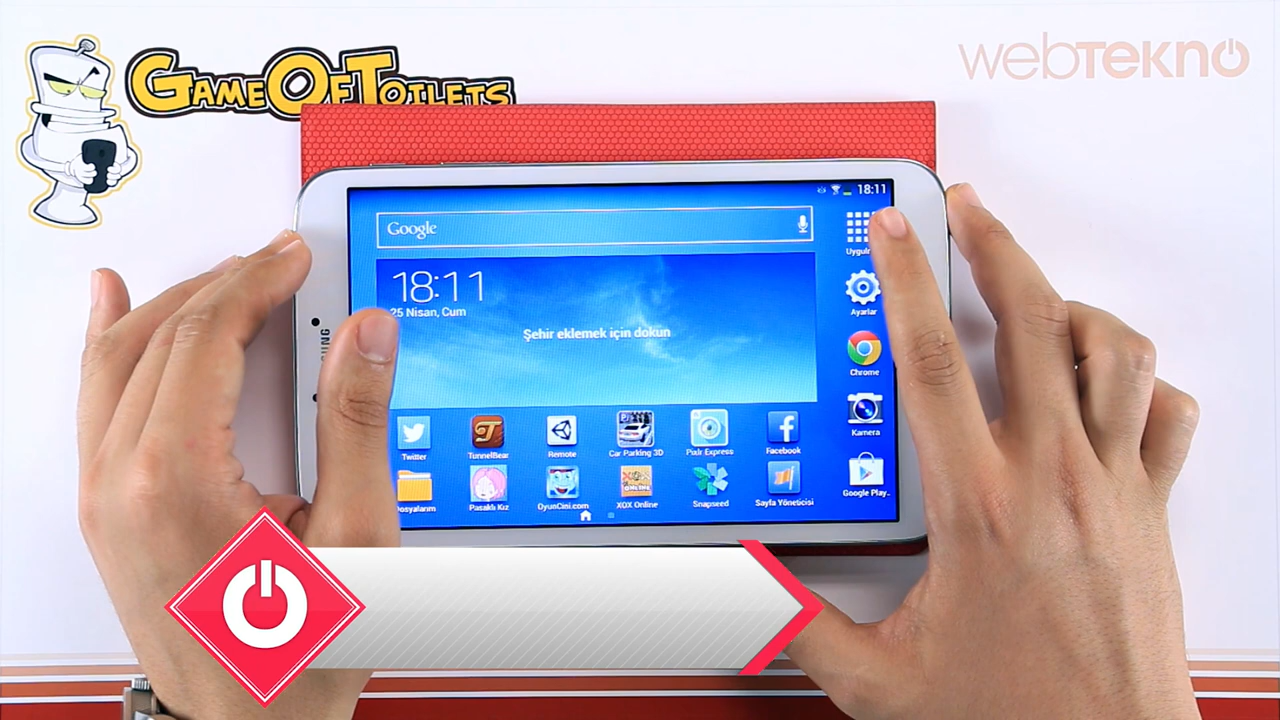 GAMEOFTOILETS
webTEKNO
18:11
Google
18:11
25 Nisan, Cum
Şehir eklemek için dokun
Ayarlar
Chrome
Kamera
Google Play..
Twitter
TunnelBear
Remote
Car Parking 3D
Pixlr Express
Facebook
Dosyalarım
Pasaklı Kız
OyunCini.com
XOX Online
Snapseed
Sayfa Yöneticisi